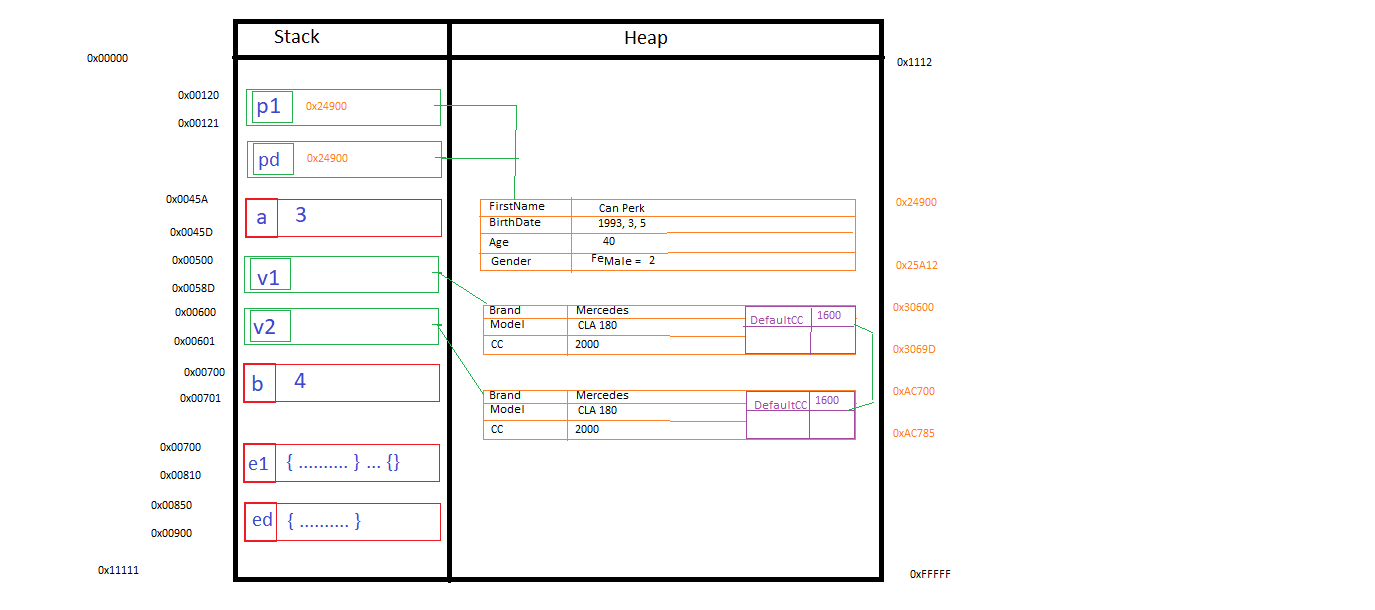 Stack
Heap
0x00000
0x1112
0x00120
p1 0x24900
0x00121
pd 0x24900
0x0045A
a 3
0x0045D
0x00500
v1
0x0058D
0x00600
v2
0x00601
0x00700
b 4
0x00701
0x00700
e1 { .......... } ... {}
0x00810
0x00850
ed { .......... }
0x00900
0x11111
FirstName Can Perk
BirthDate 1993, 3, 5
Age 40
Gender FeMale = 2
0x24900
0x25A12
Brand Mercedes
Model CLA 180
CC 2000
DefaultCC 1600
0x30600
0x3069D
Brand Mercedes
Model CLA 180
CC 2000
DefaultCC 1600
0xAC700
0xAC785
0xFFFFF